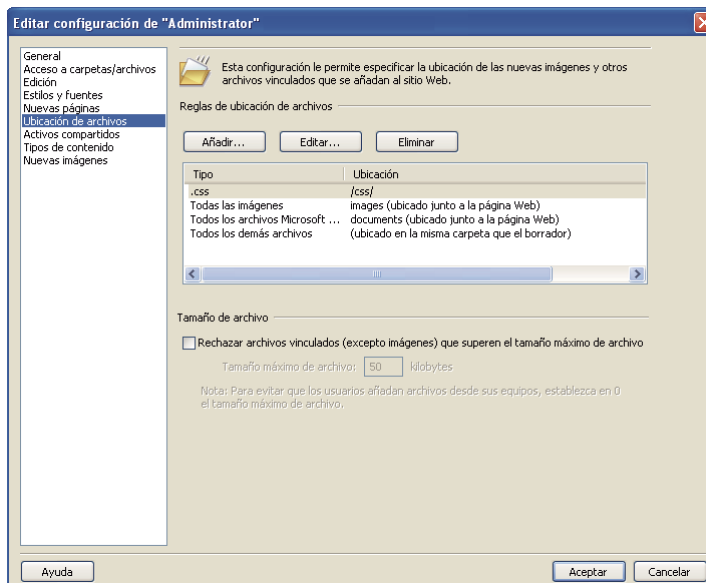 Editar configuración de "Administrator"
General
Acceso a carpetas/archivos
Edición
Estilos y fuentes
Nuevas páginas
Ubicación de archivos
Activos compartidos
Tipos de contenido
Nuevas imágenes
Esta configuración le permite especificar la ubicación de las nuevas imágenes y otros
archivos vinculados que se añadan al sitio Web.
Reglas de ubicación de archivos
Añadir... Editar... Eliminar
Tipo Ubicación
.css /css/
Todas las imágenes images (ubicado junto a la página Web)
Todos los archivos Microsoft ... documents (ubicado junto a la página Web)
Todos los demás archivos (ubicado en la misma carpeta que el borrador)
Tamaño de archivo
Rechazar archivos vinculados (excepto imágenes) que superen el tamaño máximo de archivo
Tamaño máximo de archivo: 50 kilobytes
Nota: Para evitar que los usuarios añadan archivos desde sus equipos, establezca en 0
el tamaño máximo de archivo.
Ayuda Aceptar Cancelar